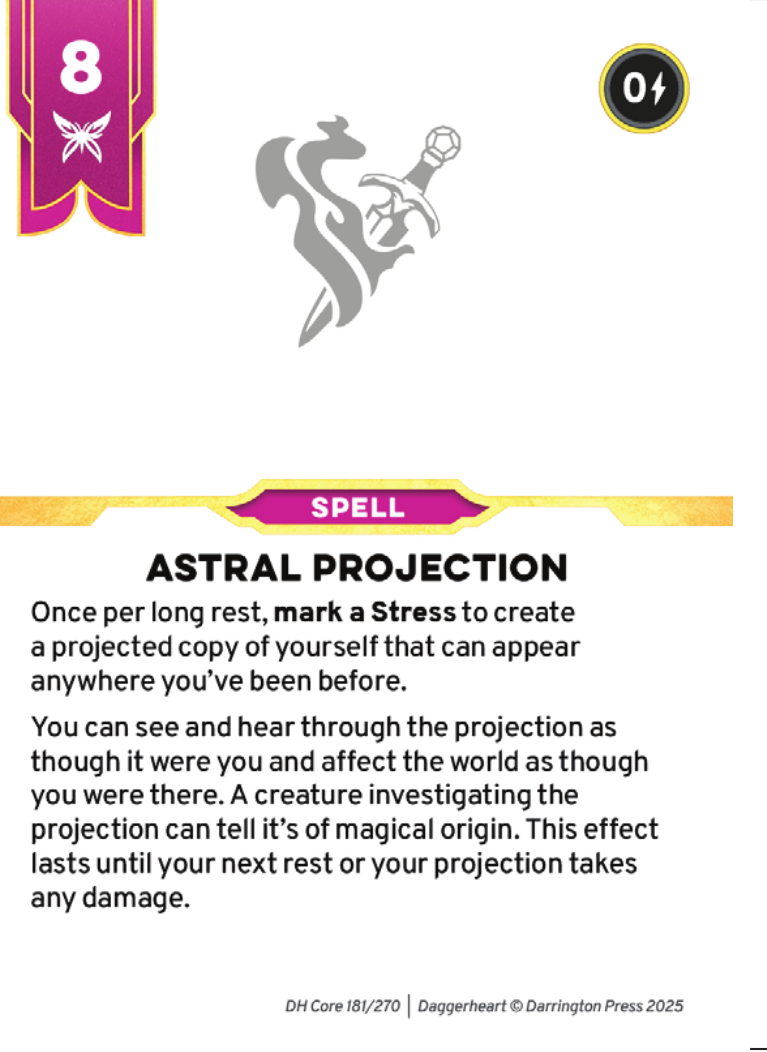 8
0
SPELL
ASTRAL PROJECTION
Once per long rest, mark a Stress to create
a projected copy of yourself that can appear
anywhere you’ve been before.
You can see and hear through the projection as
though it were you and affect the world as though
you were there. A creature investigating the
projection can tell it’s of magical origin. This effect
lasts until your next rest or your projection takes
any damage.
DH Core 181/270 | Daggerheart © Darrington Press 2025